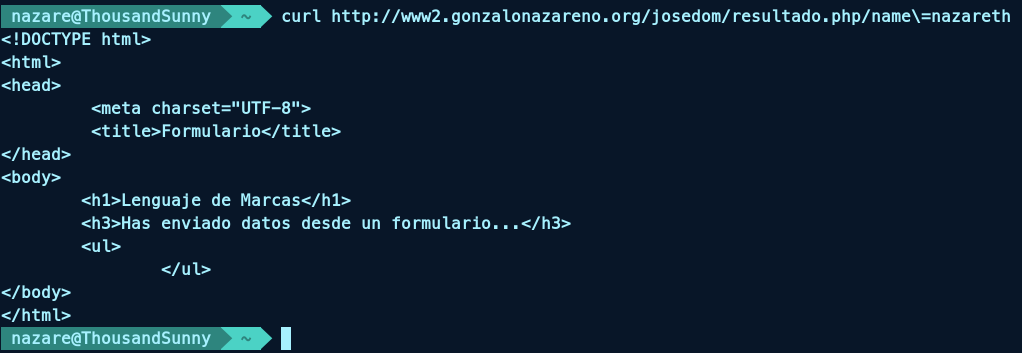 nazare@ThousandSunny ~ curl http://www2.gonzalonazareno.org/josedom/resultado.php/name\=nazareth
<!DOCTYPE html>
<html>
<head>
<meta charset="UTF-8">
<title>Formulario</title>
</head>
<body>
<h1>Lenguaje de Marcas</h1>
<h3>Has enviado datos desde un formulario...</h3>
<ul>
</ul>
</body>
</html>
nazare@ThousandSunny ~